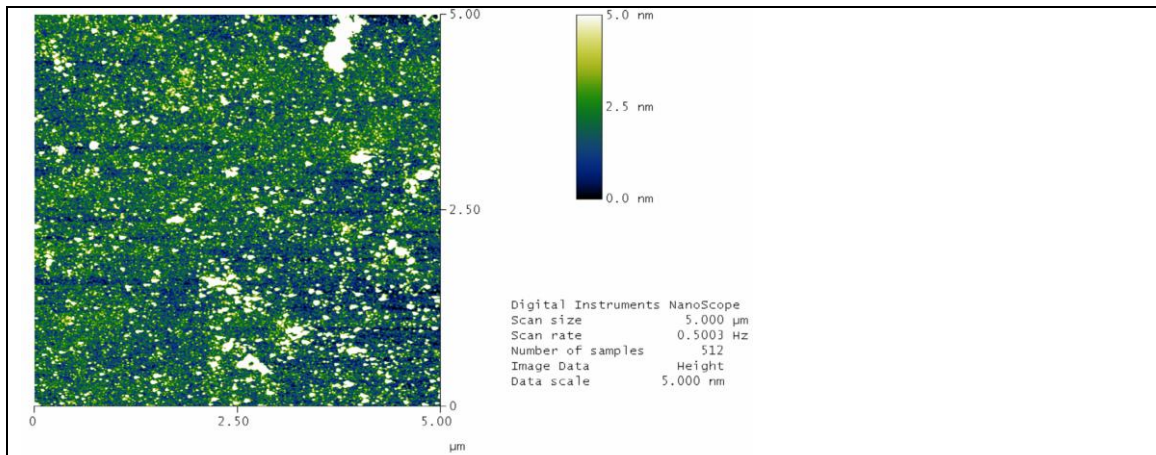 5.00
2.50
0
0 2.50 5.00
µm
5.0 nm
2.5 nm
0.0 nm
Digital Instruments NanoScope
Scan size 5.000 µm
Scan rate 0.5003 Hz
Number of samples 512
Image Data Height
Data scale 5.000 nm